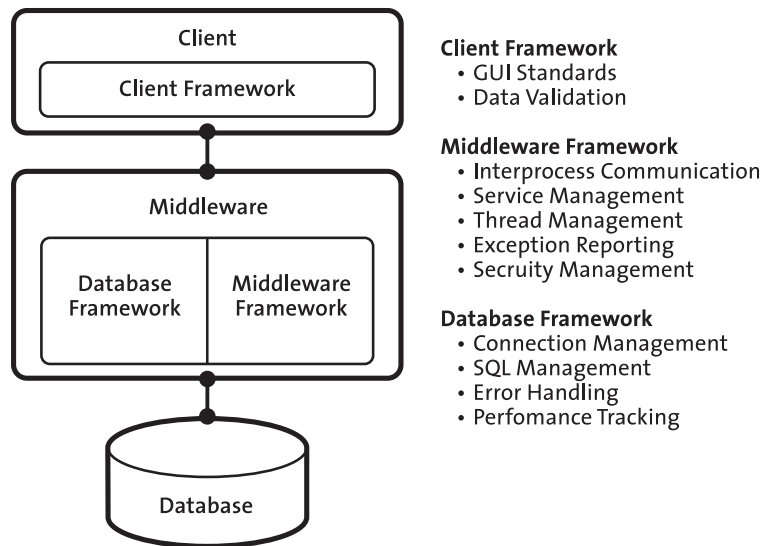 Client
Client Framework
Middleware
Database
Framework
Middleware
Framework
Database
Client Framework
• GUI Standards
• Data Validation
Middleware Framework
• Interprocess Communication
• Service Management
• Thread Management
• Exception Reporting
• Secruity Management
Database Framework
• Connection Management
• SQL Management
• Error Handling
• Perfomance Tracking